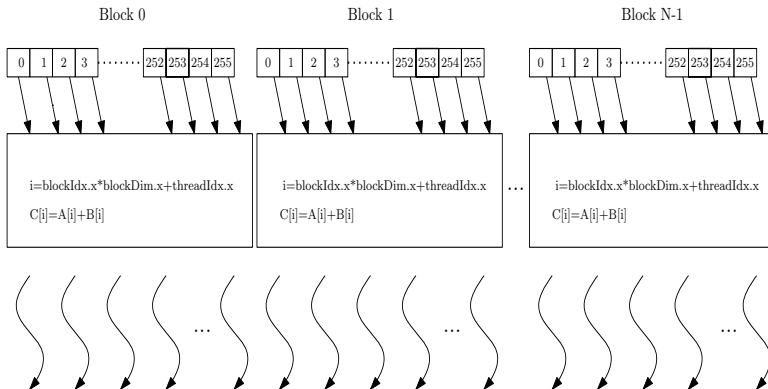 Block 0
Block 1
Block N-1
0 1 2 3 ········ 252 253 254 255
0 1 2 3 ········ 252 253 254 255
0 1 2 3 ········ 252 253 254 255
i=blockIdx.x*blockDim.x+threadIdx.x
C[i]=A[i]+B[i]
i=blockIdx.x*blockDim.x+threadIdx.x
C[i]=A[i]+B[i]
...
i=blockIdx.x*blockDim.x+threadIdx.x
C[i]=A[i]+B[i]
...
...
...